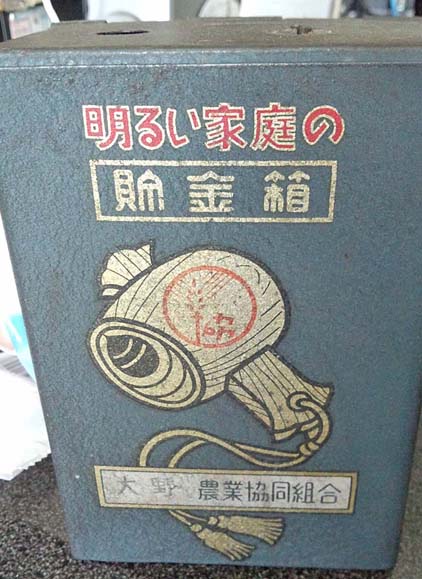 明るい家庭の
貯金箱
協
大野 農業協同組合